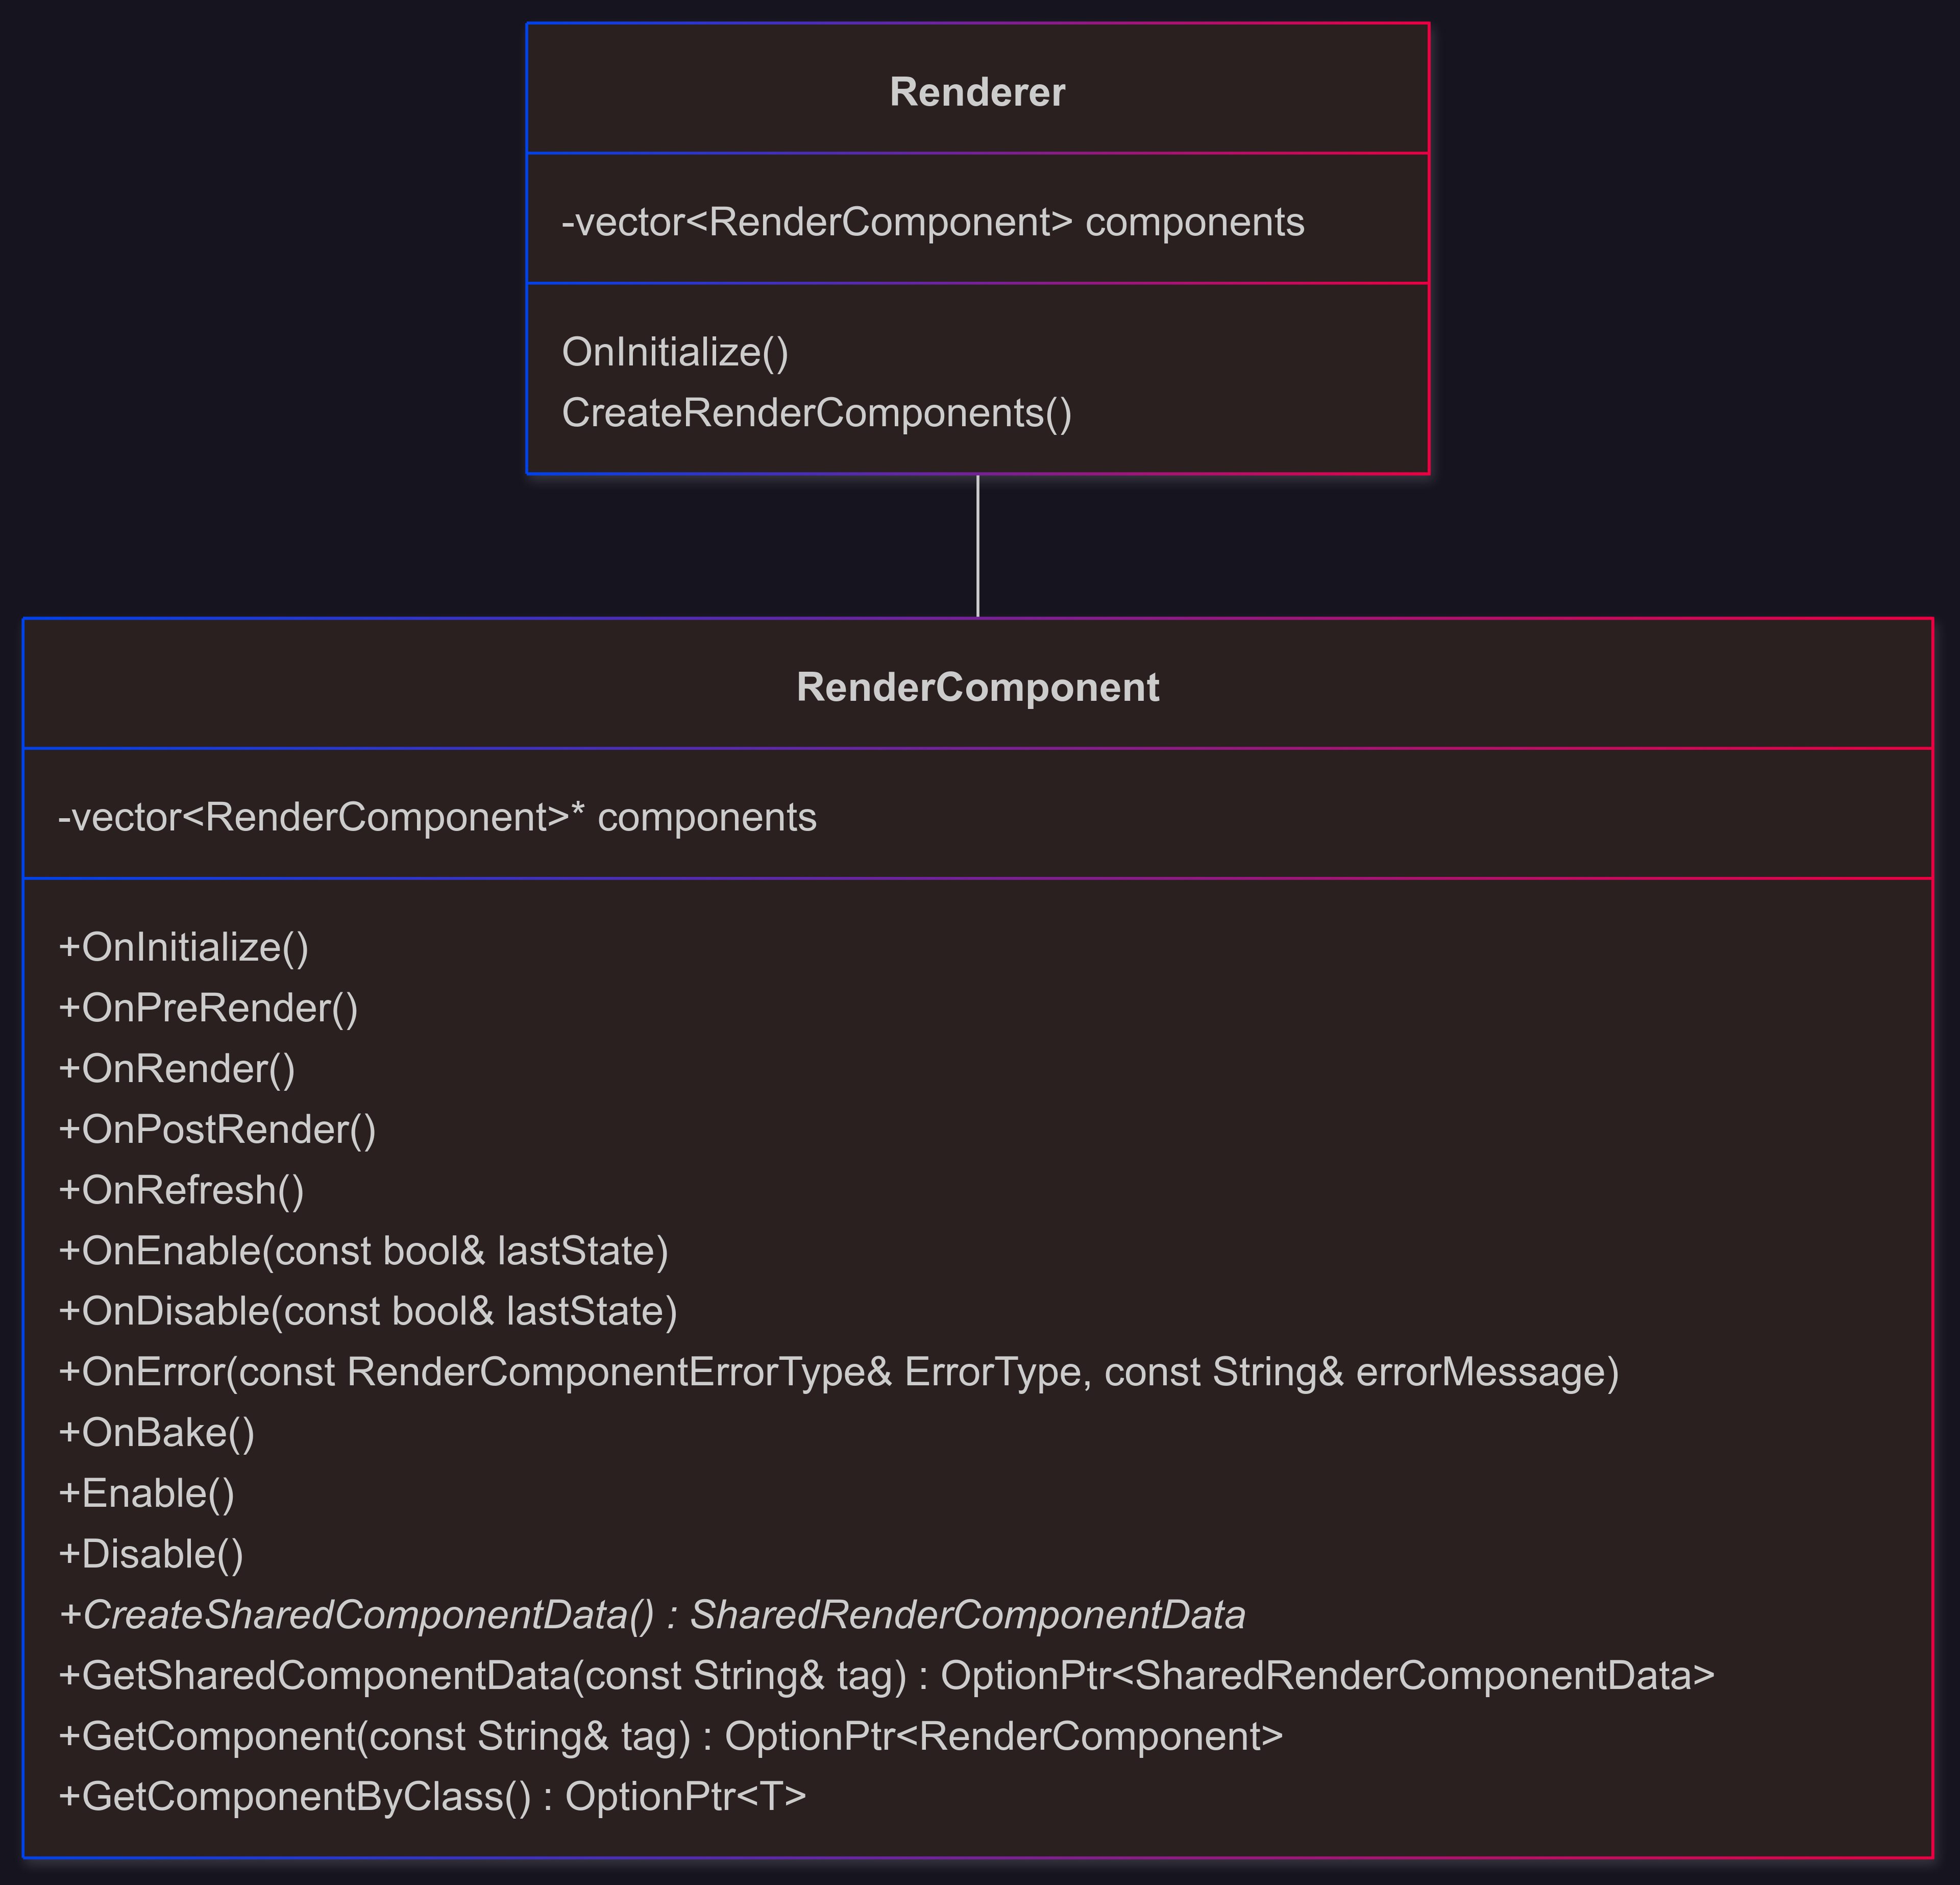 Renderer
-vector<RenderComponent> components
OnInitialize()
CreateRenderComponents()
RenderComponent
-vector<RenderComponent>* components
+OnInitialize()
+OnPreRender()
+OnRender()
+OnPostRender()
+OnRefresh()
+OnEnable(const bool& lastState)
+OnDisable(const bool& lastState)
+OnError(const RenderComponentErrorType& ErrorType, const String& errorMessage)
+OnBake()
+Enable()
+Disable()
+CreateSharedComponentData() : SharedRenderComponentData
+GetSharedComponentData(const String& tag) : OptionPtr<SharedRenderComponentData>
+GetComponent(const String& tag) : OptionPtr<RenderComponent>
+GetComponentByClass() : OptionPtr<T>